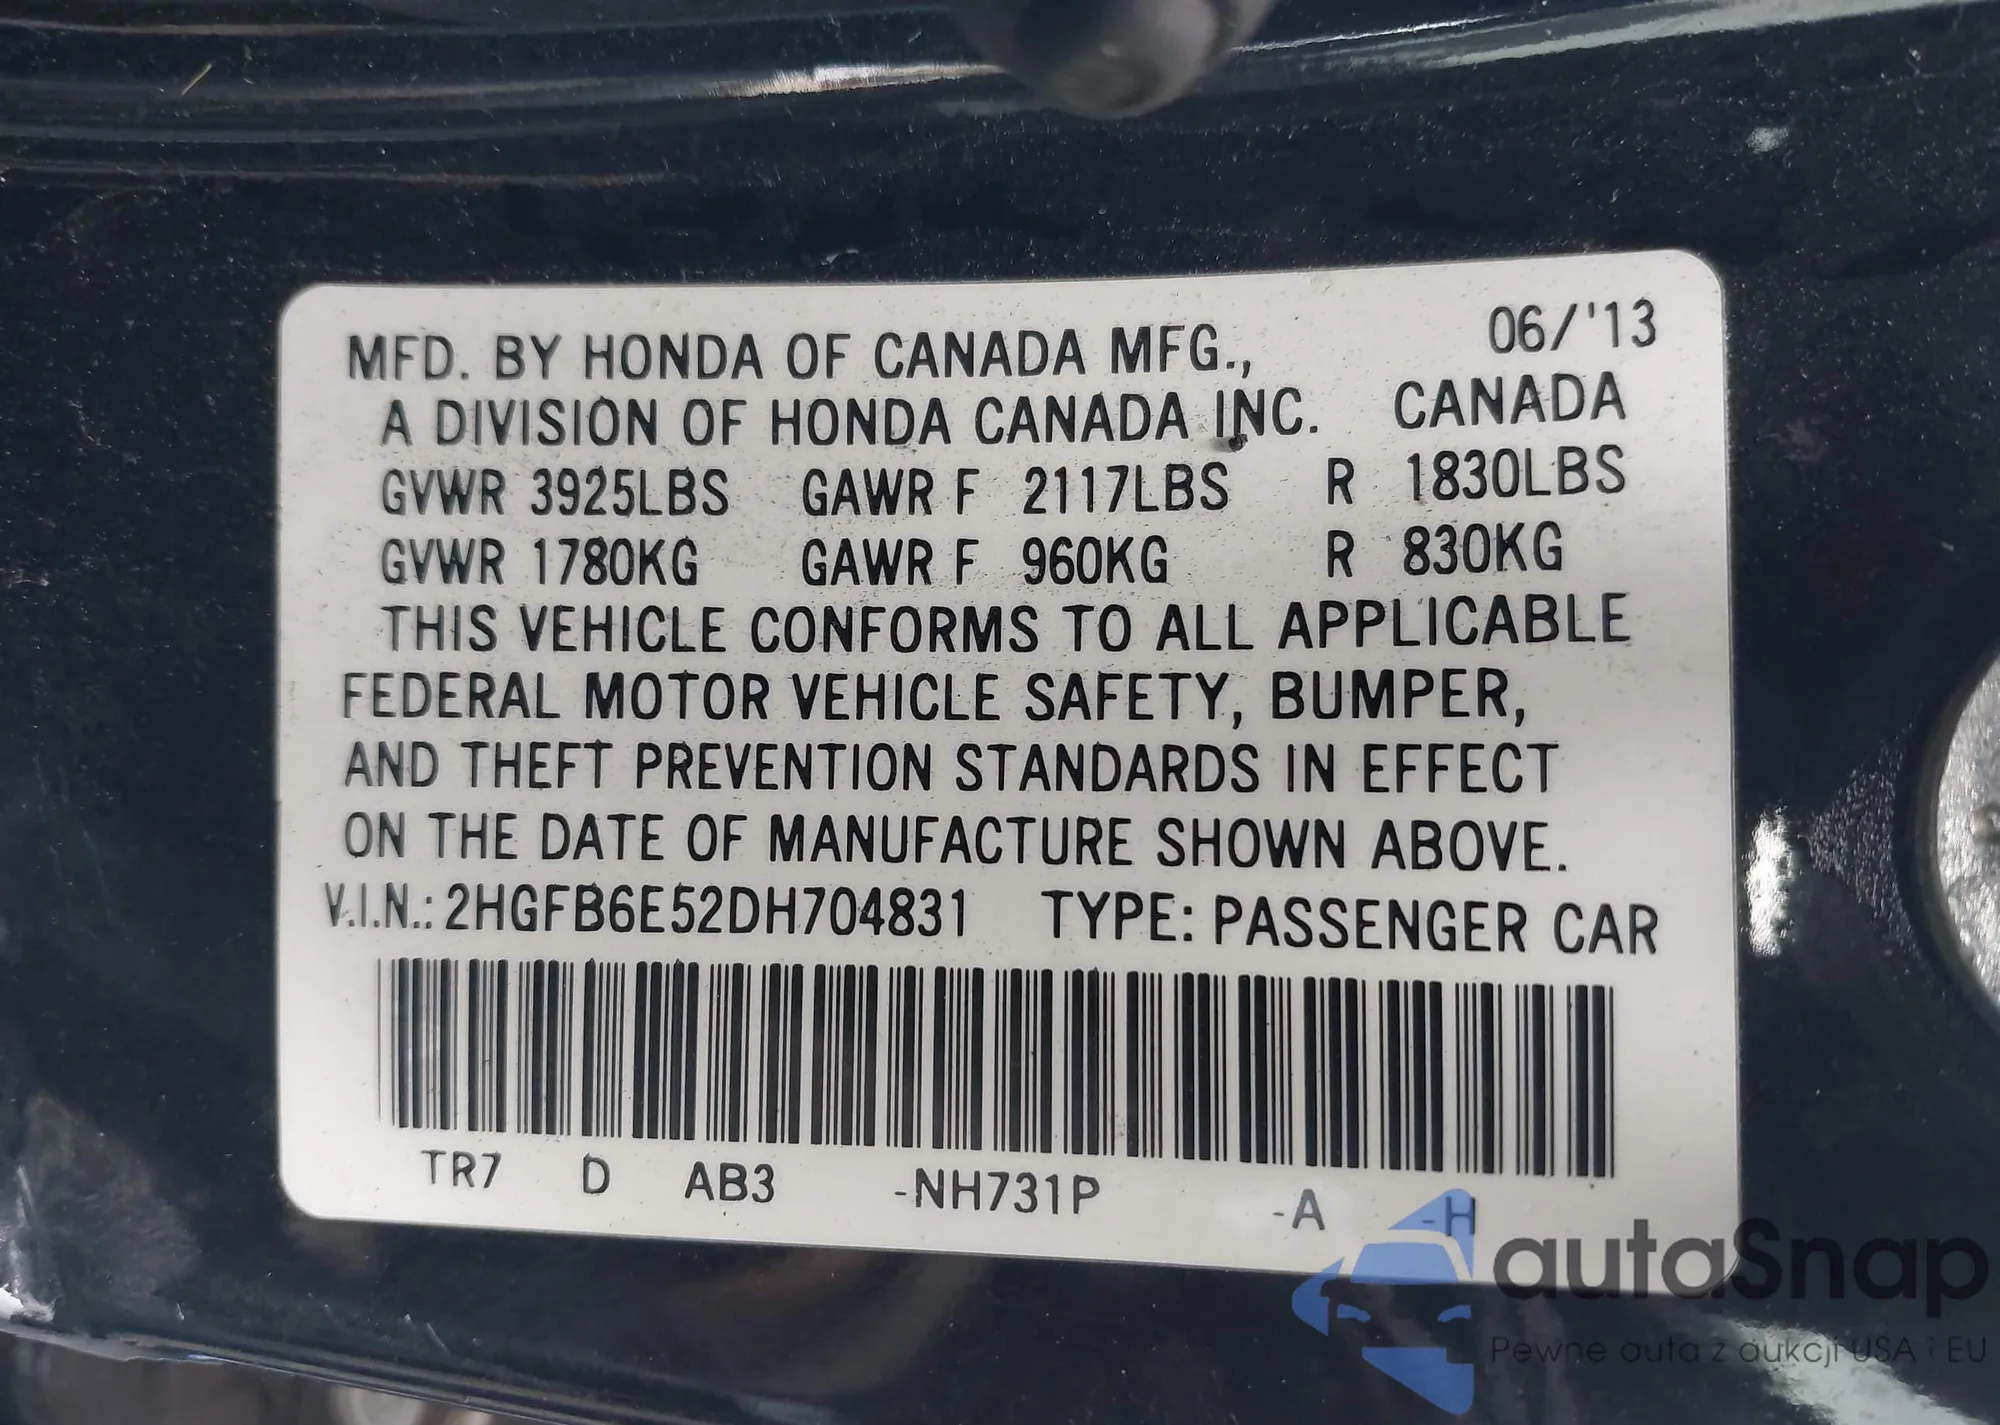 06/'13
MFD. BY HONDA OF CANADA MFG.,
A DIVISION OF HONDA CANADA INC. CANADA
GVWR 3925LBS GAWR F 2117LBS R 1830LBS
GVWR 1780KG GAWR F 960KG R 830KG
THIS VEHICLE CONFORMS TO ALL APPLICABLE
FEDERAL MOTOR VEHICLE SAFETY, BUMPER,
AND THEFT PREVENTION STANDARDS IN EFFECT
ON THE DATE OF MANUFACTURE SHOWN ABOVE.
V.I.N.: 2HGFB6E52DH704831 TYPE: PASSENGER CAR
TR7 D AB3 -NH731P -A -H
autaSnap
Pewne auta z aukcji USA i EU